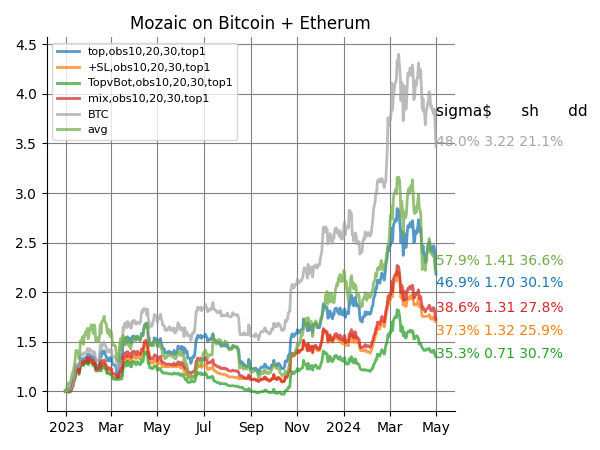 Mozaic on Bitcoin + Etherum
4.5
4.0
3.5
3.0
2.5
2.0
1.5
1.0
top,obs10,20,30,top1
+SL,obs10,20,30,top1
TopvBot,obs10,20,30,top1
mix,obs10,20,30,top1
BTC
avg
sigma$ sh dd
48.0% 3.22 21.1%
57.9% 1.41 36.6%
46.9% 1.70 30.1%
38.6% 1.31 27.8%
37.3% 1.32 25.9%
35.3% 0.71 30.7%
2023 Mar May Jul Sep Nov 2024 Mar May